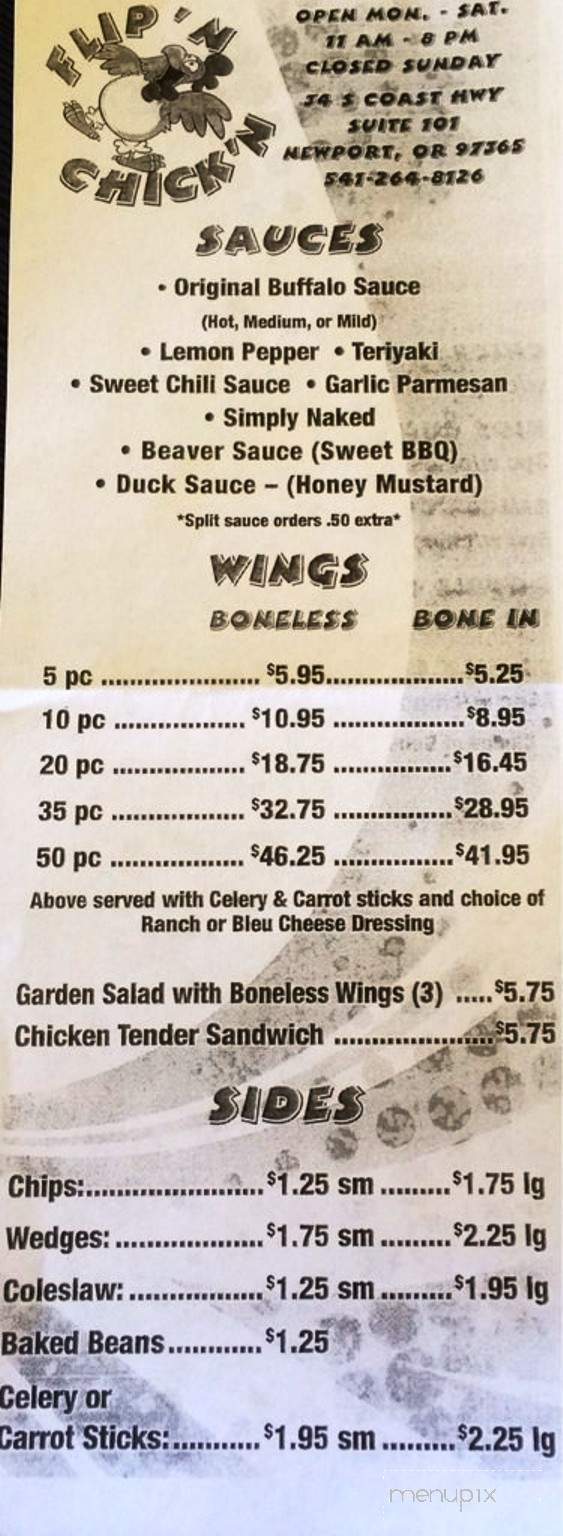 FLIP'N
CHICK'N
OPEN MON. - SAT.
11 AM - 8 PM
CLOSED SUNDAY
34 S COAST HWY
SUITE 101
NEWPORT, OR 97365
541-264-8126
SAUCES
• Original Buffalo Sauce
(Hot, Medium, or Mild)
• Lemon Pepper • Teriyaki
• Sweet Chili Sauce • Garlic Parmesan
• Simply Naked
• Beaver Sauce (Sweet BBQ)
• Duck Sauce – (Honey Mustard)
*Split sauce orders .50 extra*
WINGS
BONELESS BONE IN
5 pc ...................... $5.95................... $5.25
10 pc .................. $10.95 .................. $8.95
20 pc .................. $18.75 ................ $16.45
35 pc .................. $32.75 ................ $28.95
50 pc .................. $46.25 ................ $41.95
Above served with Celery & Carrot sticks and choice of
Ranch or Bleu Cheese Dressing
Garden Salad with Boneless Wings (3) ..... $5.75
Chicken Tender Sandwich ...................... $5.75
SIDES
Chips:......................... $1.25 sm ......... $1.75 lg
Wedges: .................... $1.75 sm ......... $2.25 lg
Coleslaw: .................. $1.25 sm ......... $1.95 lg
Baked Beans............. $1.25
Celery or
Carrot Sticks:............ $1.95 sm ......... $2.25 lg
menupix